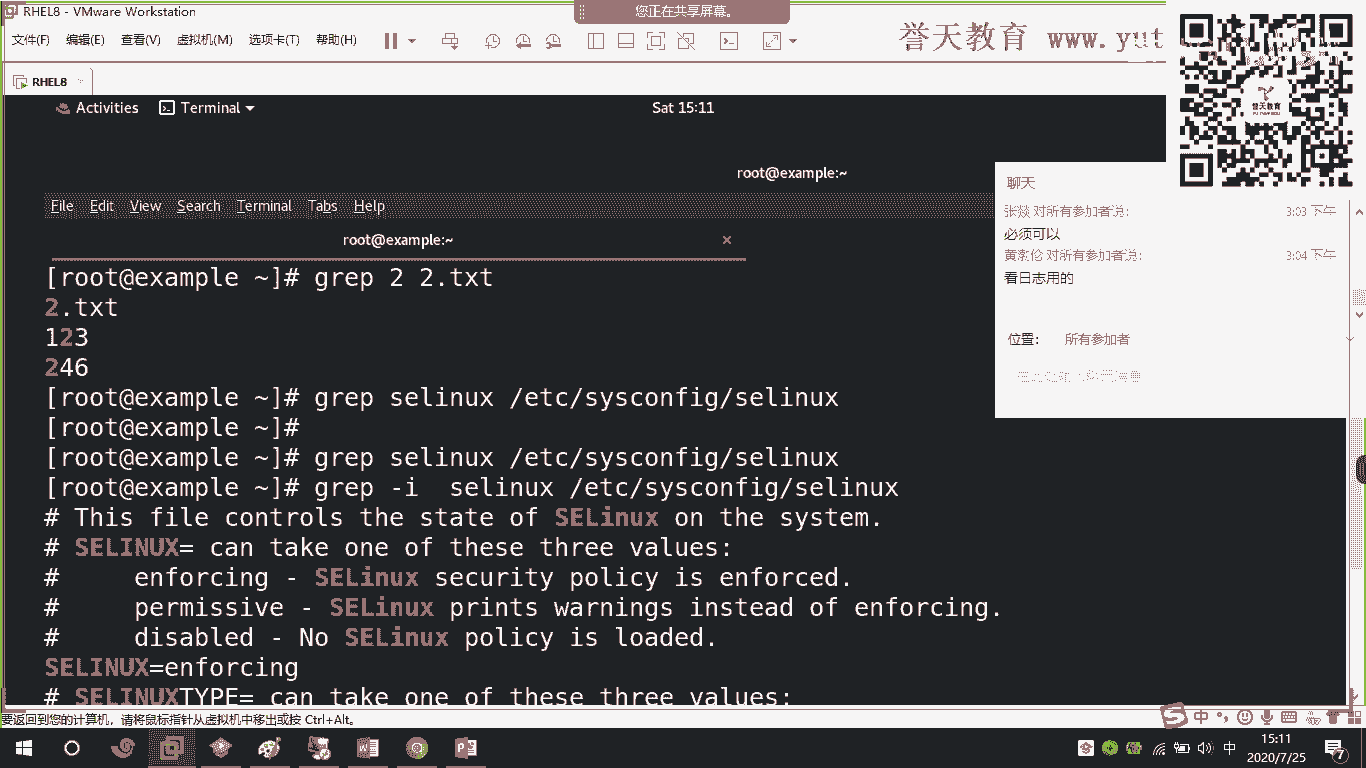 RHEL8 - VMware Workstation
您正在共享屏幕。
文件(F) 编辑(E) 查看(V) 虚拟机(M) 选项卡(T) 帮助(H)
誉天教育 www.yut
RHEL8
誉天教育
Activities Terminal Sat 15:11
root@example:~
File Edit View Search Terminal Tabs Help
root@example:~ ×
[root@example ~]# grep 2 2.txt
2.txt
123
246
[root@example ~]# grep selinux /etc/sysconfig/selinux
[root@example ~]#
[root@example ~]# grep selinux /etc/sysconfig/selinux
[root@example ~]# grep -i  selinux /etc/sysconfig/selinux
# This file controls the state of SELinux on the system.
# SELINUX= can take one of these three values:
#     enforcing - SELinux security policy is enforced.
#     permissive - SELinux prints warnings instead of enforcing.
#     disabled - No SELinux policy is loaded.
SELINUX=enforcing
# SELINUXTYPE= can take one of these three values:
聊天
对所有参加者说: 3:03 下午
必须可以
对所有参加者说: 3:04 下午
看日志用的
位置: 所有参加者
要返回到您的计算机，请将鼠标指针从虚拟机中移出或按 Ctrl+Alt。
中
中
15:11
2020/7/25
7